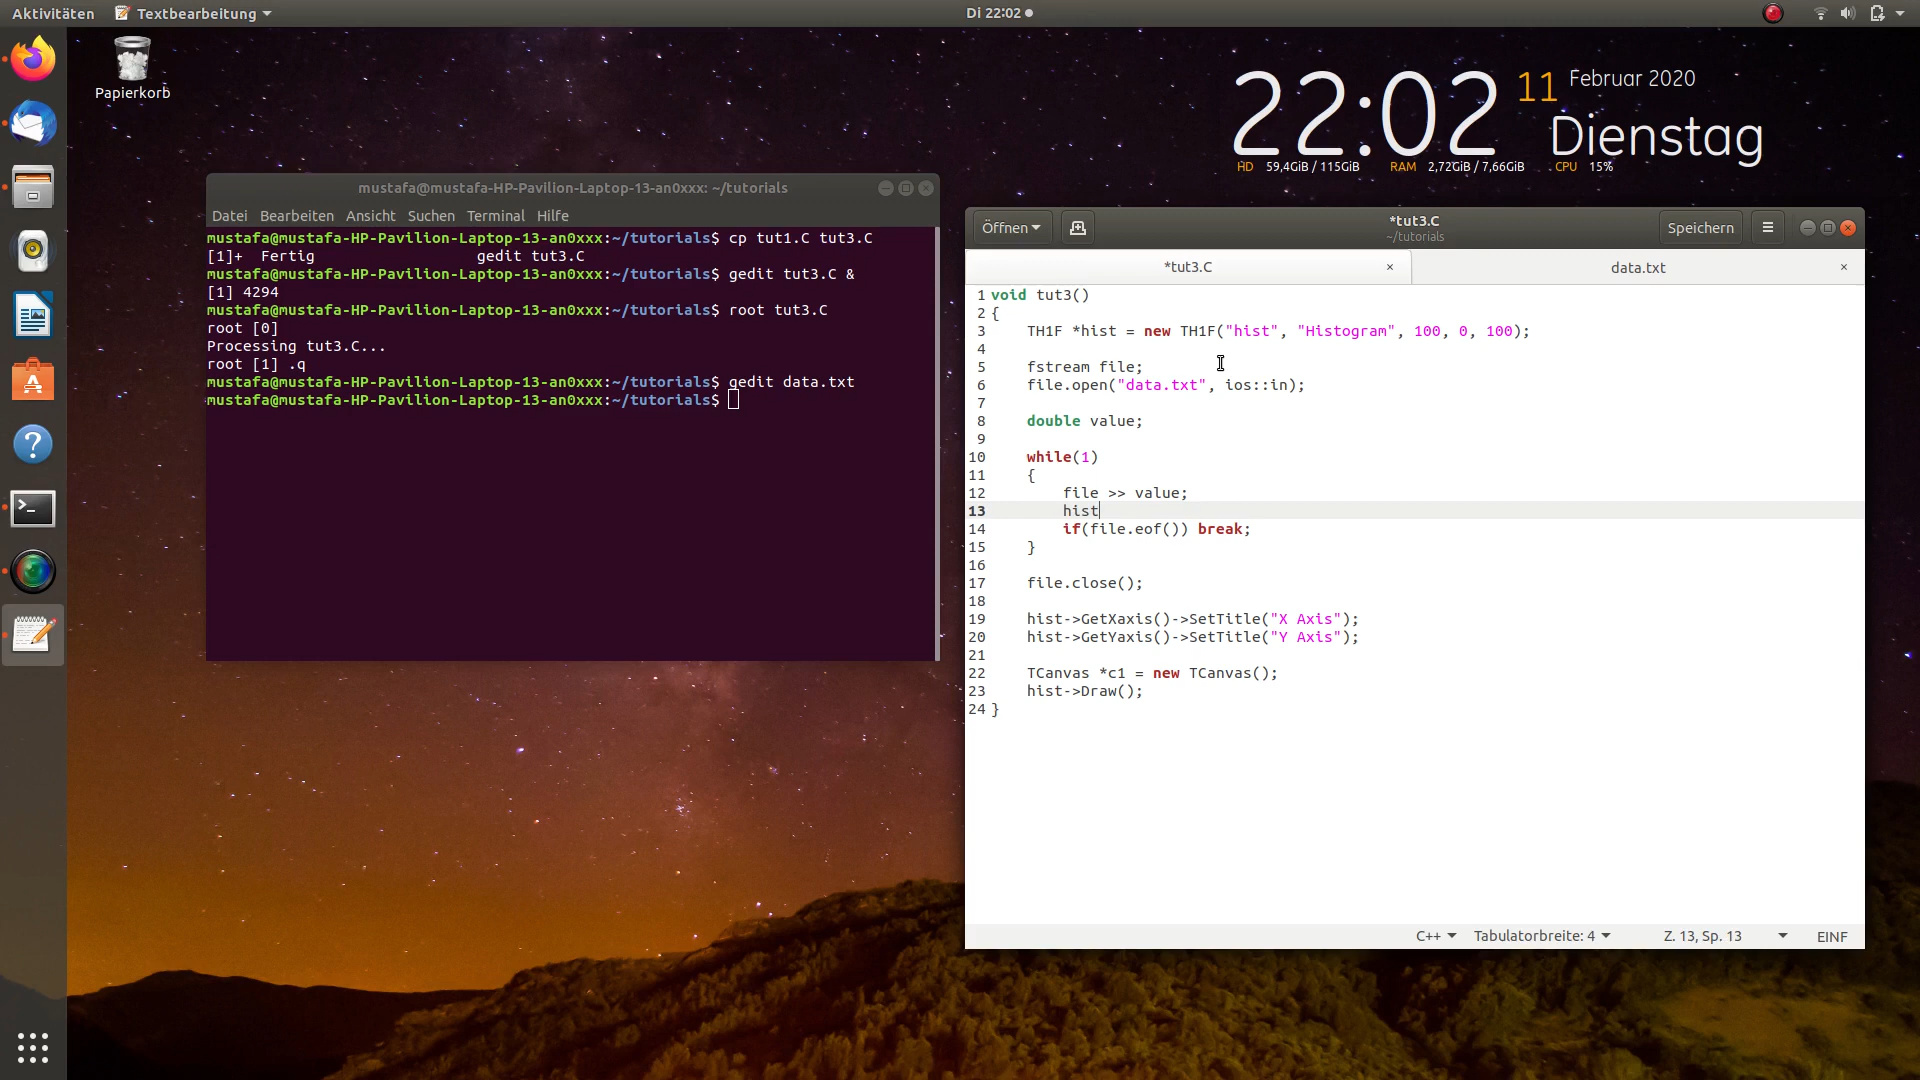 Aktivitäten Textbearbeitung Di 22:02
Papierkorb
22:02 11 Februar 2020
Dienstag
HD 59,4GiB / 115GiB RAM 2,72GiB / 7,66GiB CPU 15%
mustafa@mustafa-HP-Pavilion-Laptop-13-an0xxx: ~/tutorials
Datei Bearbeiten Ansicht Suchen Terminal Hilfe
mustafa@mustafa-HP-Pavilion-Laptop-13-an0xxx:~/tutorials$ cp tut1.C tut3.C
[1]+  Fertig                  gedit tut3.C
mustafa@mustafa-HP-Pavilion-Laptop-13-an0xxx:~/tutorials$ gedit tut3.C &
[1] 4294
mustafa@mustafa-HP-Pavilion-Laptop-13-an0xxx:~/tutorials$ root tut3.C
root [0]
Processing tut3.C...
root [1] .q
mustafa@mustafa-HP-Pavilion-Laptop-13-an0xxx:~/tutorials$ gedit data.txt
mustafa@mustafa-HP-Pavilion-Laptop-13-an0xxx:~/tutorials$
Öffnen *tut3.C Speichern
~/tutorials
*tut3.C × data.txt ×
1 void tut3()
2 {
3     TH1F *hist = new TH1F("hist", "Histogram", 100, 0, 100);
4
5     fstream file;
6     file.open("data.txt", ios::in);
7
8     double value;
9
10     while(1)
11     {
12         file >> value;
13         hist
14         if(file.eof()) break;
15     }
16
17     file.close();
18
19     hist->GetXaxis()->SetTitle("X Axis");
20     hist->GetYaxis()->SetTitle("Y Axis");
21
22     TCanvas *c1 = new TCanvas();
23     hist->Draw();
24 }
C++ Tabulatorbreite: 4 Z. 13, Sp. 13 EINF